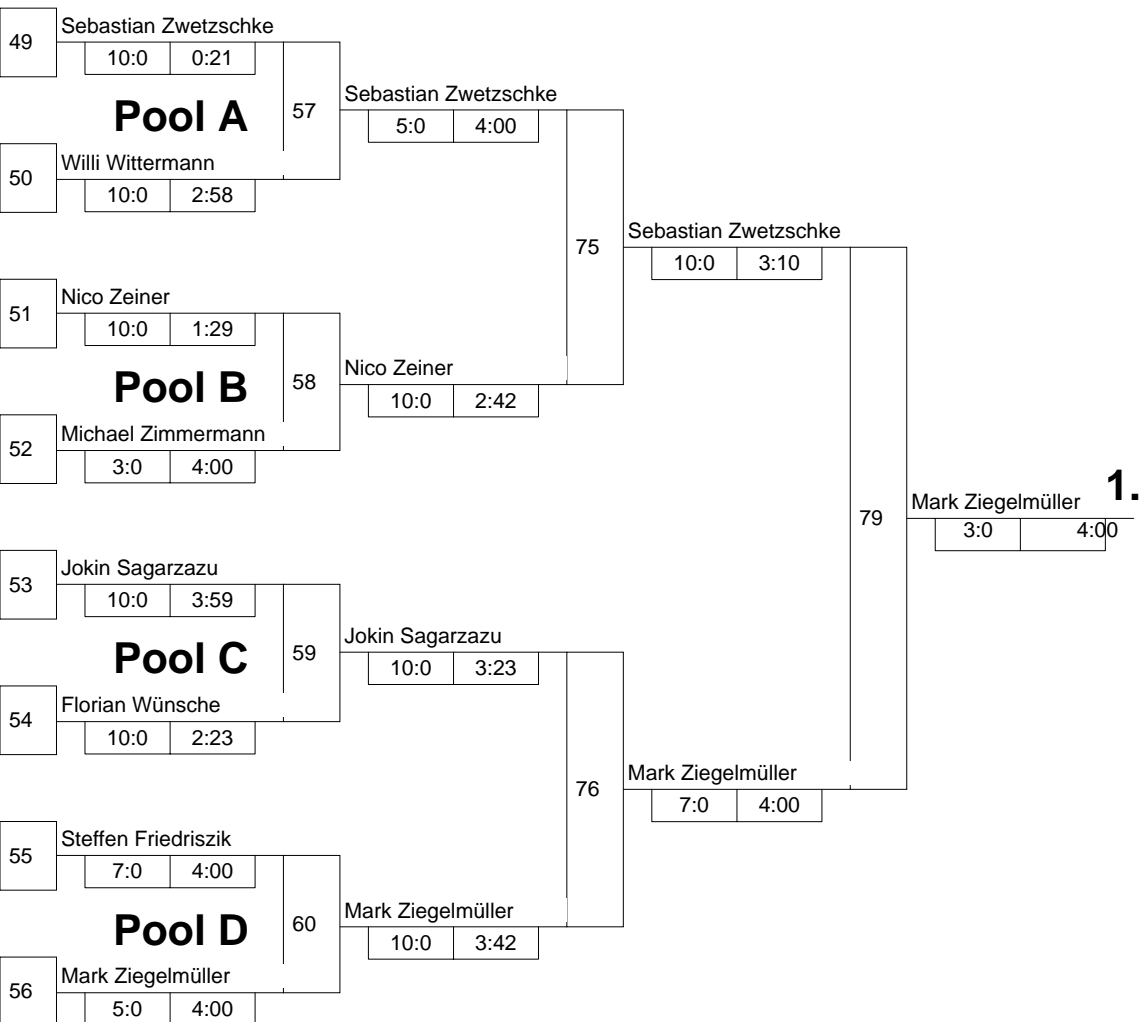 49 Sebastian Zwetzschke
10:0 0:21
Pool A 57 Sebastian Zwetzschke
5:0 4:00
50 Willi Wittermann
10:0 2:58
75 Sebastian Zwetzschke
10:0 3:10
51 Nico Zeiner
10:0 1:29
Pool B 58 Nico Zeiner
10:0 2:42
52 Michael Zimmermann
3:0 4:00
79 Mark Ziegelmüller 1.
3:0 4:00
53 Jokin Sagarzazu
10:0 3:59
Pool C 59 Jokin Sagarzazu
10:0 3:23
54 Florian Wünsche
10:0 2:23
76 Mark Ziegelmüller
7:0 4:00
55 Steffen Friedriszik
7:0 4:00
Pool D 60 Mark Ziegelmüller
10:0 3:42
56 Mark Ziegelmüller
5:0 4:00